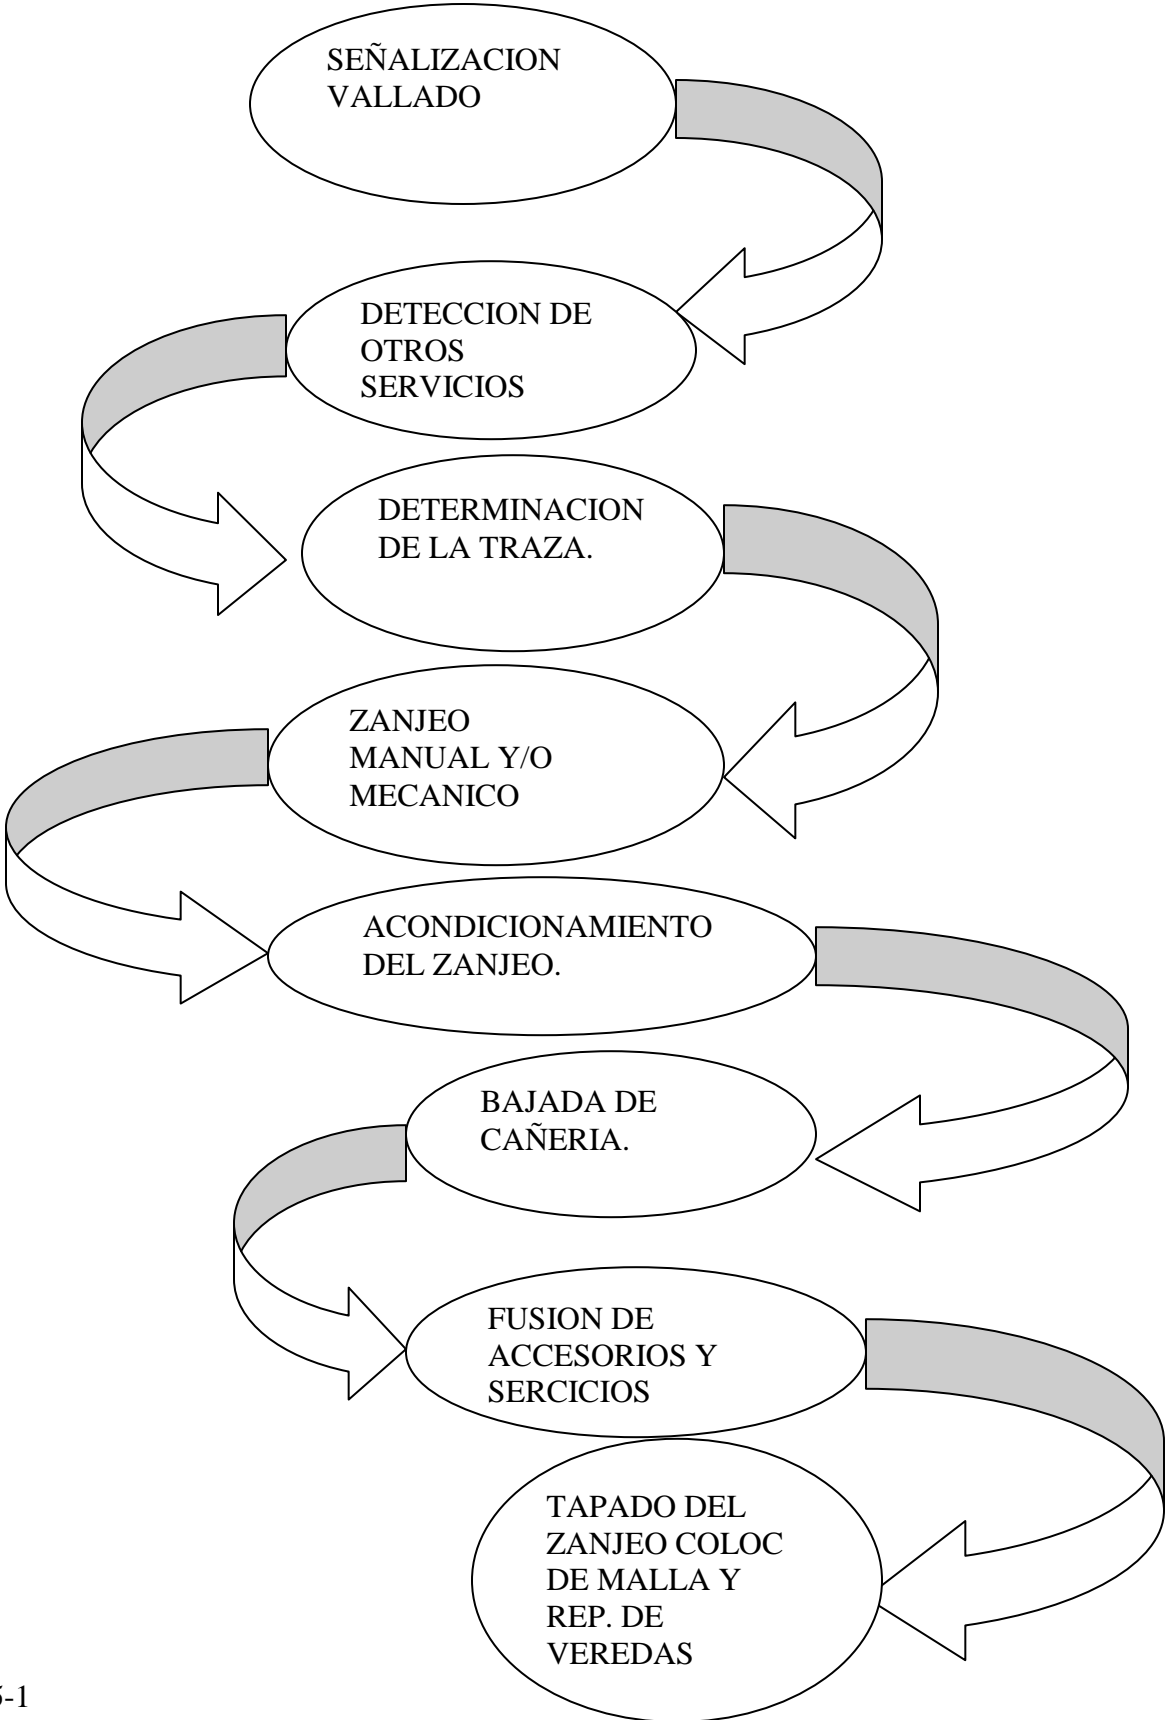 SEÑALIZACION
VALLADO
DETECCION DE
OTROS
SERVICIOS
DETERMINACION
DE LA TRAZA.
ZANJEO
MANUAL Y/O
MECANICO
ACONDICIONAMIENTO
DEL ZANJEO.
BAJADA DE
CAÑERIA.
FUSION DE
ACCESORIOS Y
SERCICIOS
TAPADO DEL
ZANJEO COLOC
DE MALLA Y
REP. DE
VEREDAS
-1